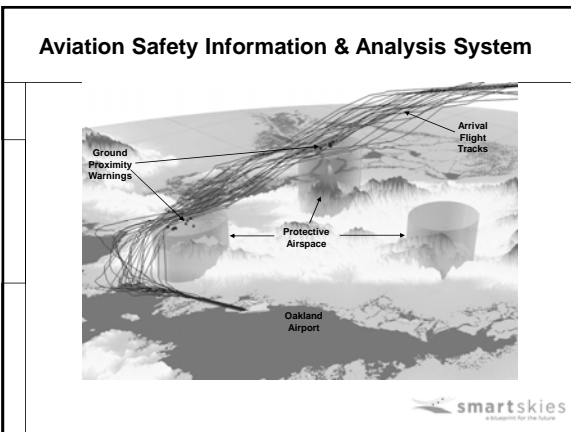 Aviation Safety Information & Analysis System
Arrival
Flight
Tracks
Ground
Proximity
Warnings
Protective
Airspace
Oakland
Airport
smartskies
a blueprint for the future